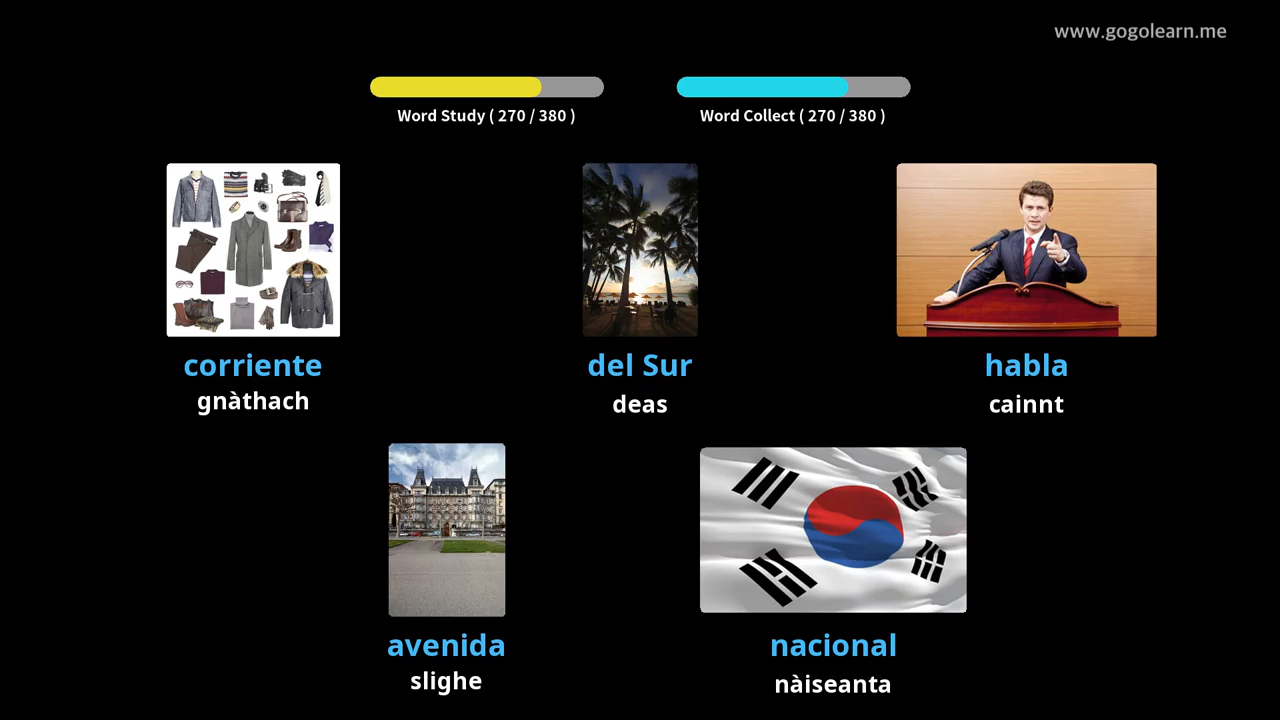 www.gogolearn.me
Word Study ( 270 / 380 )
Word Collect ( 270 / 380 )
corriente
gnàthach
del Sur
deas
habla
cainnt
avenida
slighe
nacional
nàiseanta